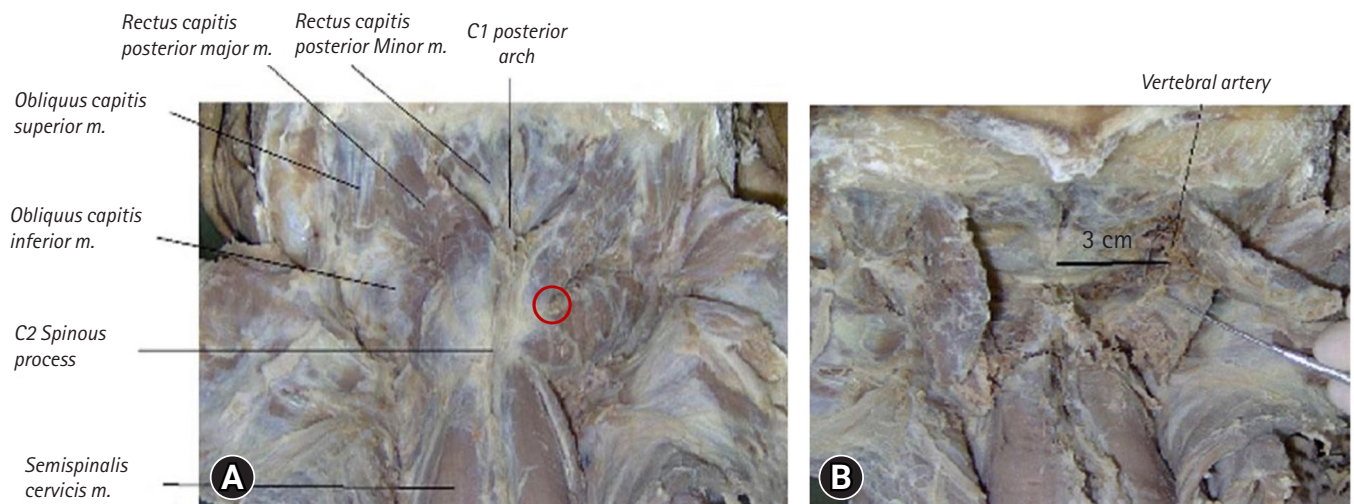 Rectus capitis
posterior major m.
Rectus capitis
posterior Minor m.
C1 posterior
arch
Obliquus capitis
superior m.
Obliquus capitis
inferior m.
C2 Spinous
process
Semispinalis
cervicis m.
A
Vertebral artery
3 cm
B